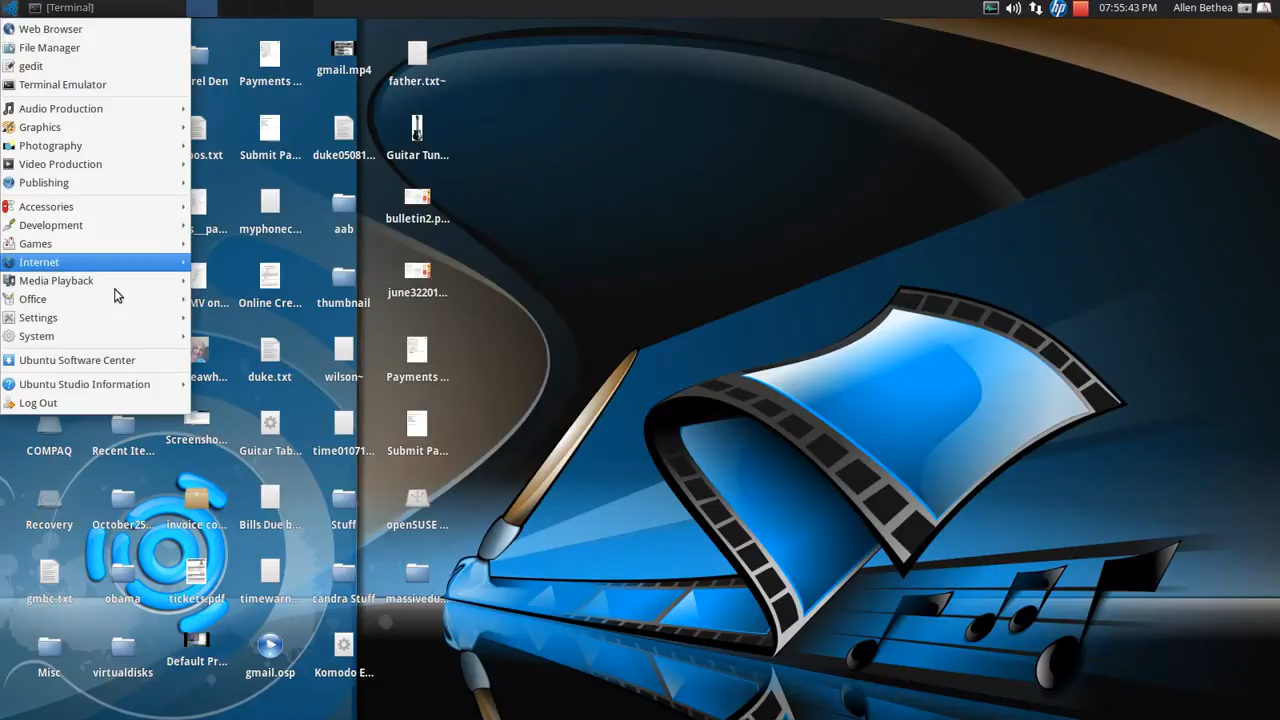 [Terminal]
07:55:43 PM
Allen Bethea
Web Browser
File Manager
gedit
Terminal Emulator
Audio Production
Graphics
Photography
Video Production
Publishing
Accessories
Development
Games
Internet
Media Playback
Office
Settings
System
Ubuntu Software Center
Ubuntu Studio Information
Log Out
rel Den
Payments ...
gmail.mp4
father.txt~
pos.txt
Submit Pa...
duke05081...
Guitar Tun...
myphonec...
aab
bulletin2.p...
MV on...
Online Cre...
thumbnail
june32201...
eawh...
duke.txt
wilson~
Payments ...
COMPAQ
Recent Ite...
Screensho...
Guitar Tab...
time01071...
Submit Pa...
Recovery
October25...
invoice co...
Bills Due b...
Stuff
openSUSE ...
gmbc.txt
obama
tickets.pdf
timewarn...
candra Stuff
massivedu...
Misc
virtualdisks
Default Pr...
gmail.osp
Komodo E...